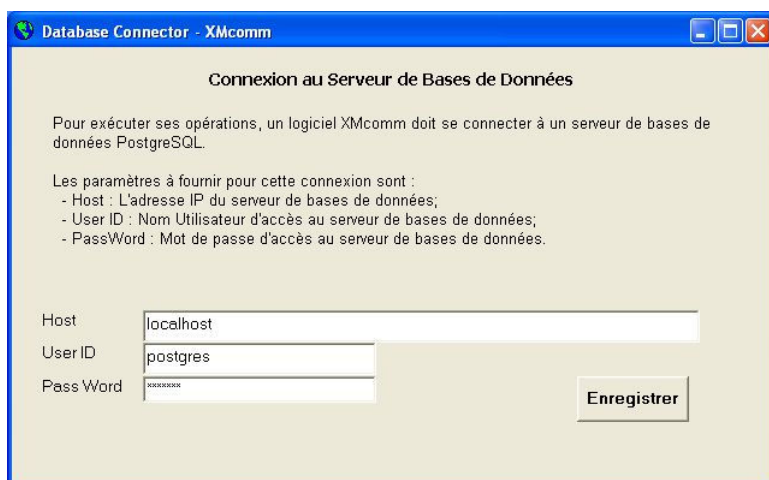 Database Connector - XMcomm
Connexion au Serveur de Bases de Données
Pour exécuter ses opérations, un logiciel XMcomm doit se connecter à un serveur de bases de
données PostgreSQL.
Les paramètres à fournir pour cette connexion sont :
- Host : L'adresse IP du serveur de bases de données;
- User ID : Nom Utilisateur d'accès au serveur de bases de données;
- PassWord : Mot de passe d'accès au serveur de bases de données.
Host
localhost
User ID
postgres
Pass Word
*******
Enregistrer